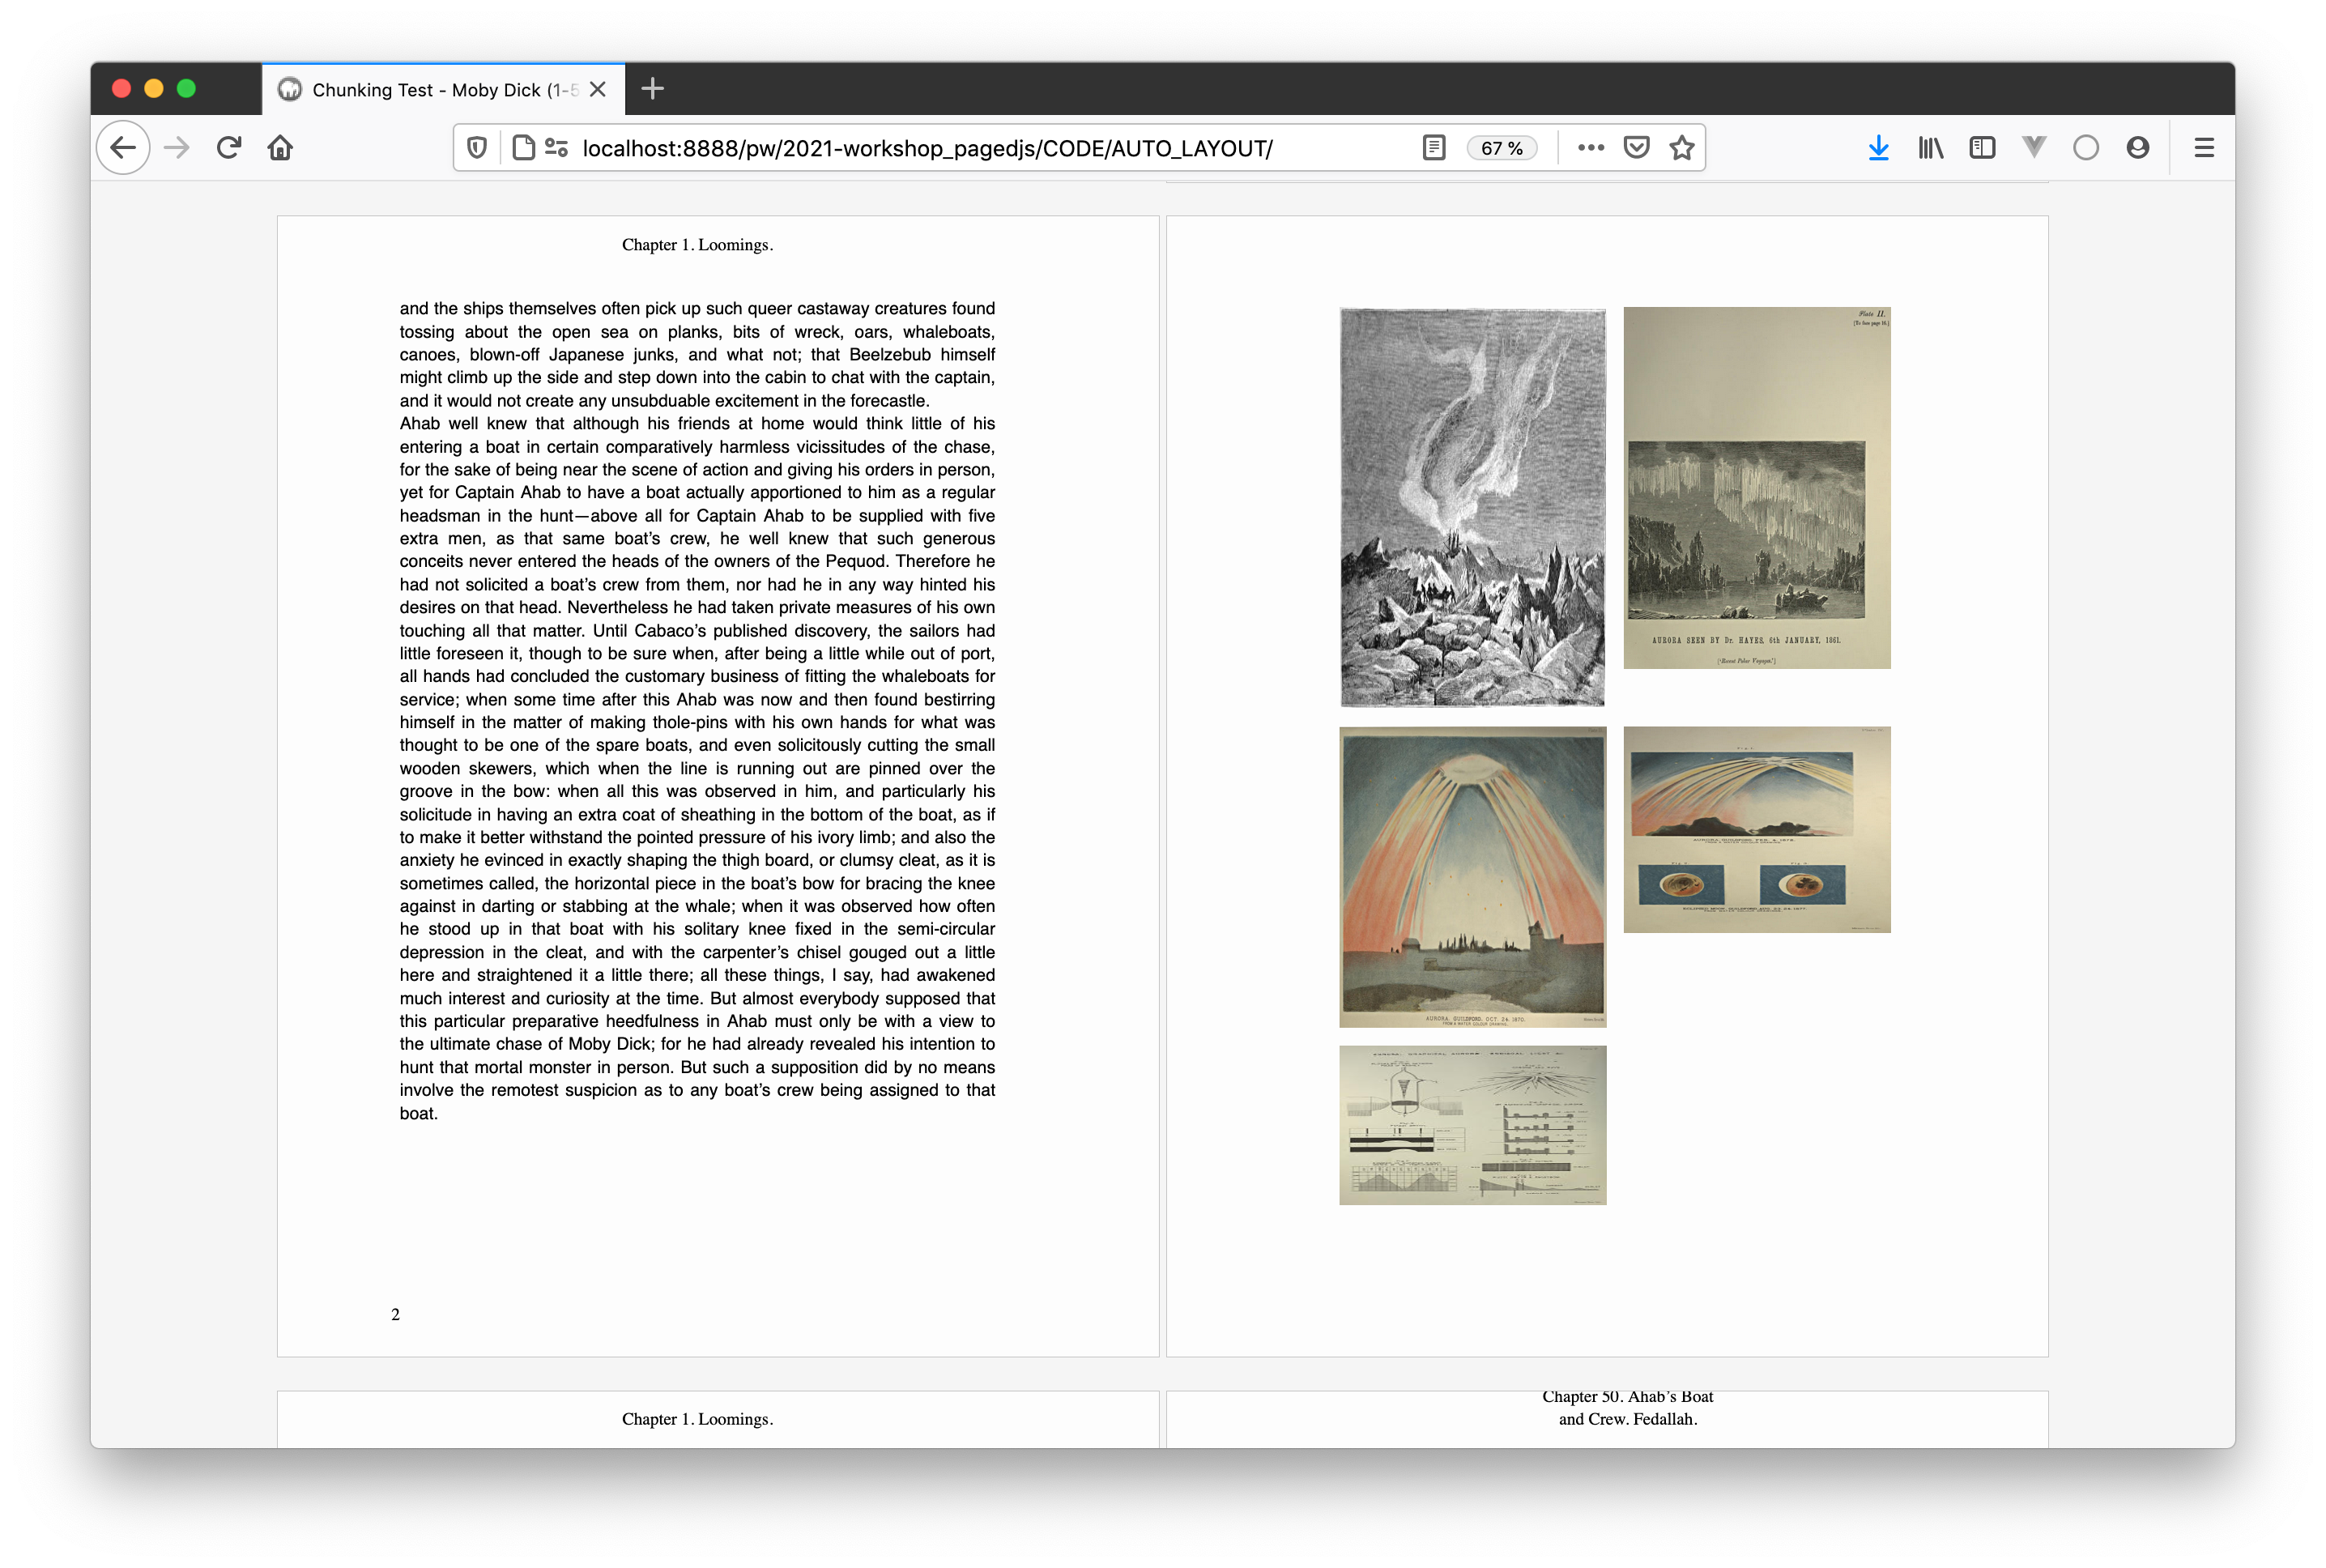 Chunking Test - Moby Dick (1-5
localhost:8888/pw/2021-workshop_pagedjs/CODE/AUTO_LAYOUT/
67 %
Chapter 1. Loomings.
and the ships themselves often pick up such queer castaway creatures found
tossing about the open sea on planks, bits of wreck, oars, whaleboats,
canoes, blown-off Japanese junks, and what not; that Beelzebub himself
might climb up the side and step down into the cabin to chat with the captain,
and it would not create any unsubduable excitement in the forecastle.
Ahab well knew that although his friends at home would think little of his
entering a boat in certain comparatively harmless vicissitudes of the chase,
for the sake of being near the scene of action and giving his orders in person,
yet for Captain Ahab to have a boat actually apportioned to him as a regular
headsman in the hunt—above all for Captain Ahab to be supplied with five
extra men, as that same boat’s crew, he well knew that such generous
conceits never entered the heads of the owners of the Pequod. Therefore he
had not solicited a boat’s crew from them, nor had he in any way hinted his
desires on that head. Nevertheless he had taken private measures of his own
touching all that matter. Until Cabaco’s published discovery, the sailors had
little foreseen it, though to be sure when, after being a little while out of port,
all hands had concluded the customary business of fitting the whaleboats for
service; when some time after this Ahab was now and then found bestirring
himself in the matter of making thole-pins with his own hands for what was
thought to be one of the spare boats, and even solicitously cutting the small
wooden skewers, which when the line is running out are pinned over the
groove in the bow: when all this was observed in him, and particularly his
solicitude in having an extra coat of sheathing in the bottom of the boat, as if
to make it better withstand the pointed pressure of his ivory limb; and also the
anxiety he evinced in exactly shaping the thigh board, or clumsy cleat, as it is
sometimes called, the horizontal piece in the boat’s bow for bracing the knee
against in darting or stabbing at the whale; when it was observed how often
he stood up in that boat with his solitary knee fixed in the semi-circular
depression in the cleat, and with the carpenter’s chisel gouged out a little
here and straightened it a little there; all these things, I say, had awakened
much interest and curiosity at the time. But almost everybody supposed that
this particular preparative heedfulness in Ahab must only be with a view to
the ultimate chase of Moby Dick; for he had already revealed his intention to
hunt that mortal monster in person. But such a supposition did by no means
involve the remotest suspicion as to any boat’s crew being assigned to that
boat.
2
Plate II.
AURORA SEEN BY Dr. HAYES, 6th JANUARY, 1861.
AURORA, GUILDFORD, OCT. 24, 1870.
FROM A WATER COLOUR DRAWING.
AURORA, GUILDFORD, FEB. 4, 1872.
Chapter 1. Loomings.
Chapter 50. Ahab’s Boat
and Crew. Fedallah.